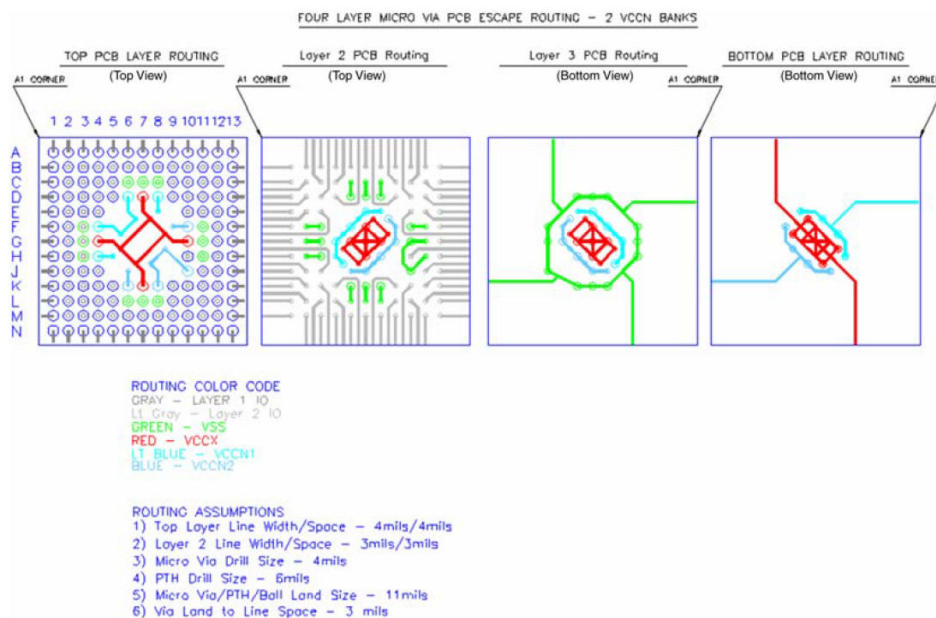 FOUR LAYER MICRO VIA PCB ESCAPE ROUTING - 2 VCCN BANKS
TOP PCB LAYER ROUTING
(Top View)
Layer 2 PCB Routing
(Top View)
Layer 3 PCB Routing
(Bottom View)
BOTTOM PCB LAYER ROUTING
(Bottom View)
A1 CORNER
A1 CORNER
A1 CORNER
A1 CORNER
1 2 3 4 5 6 7 8 9 10 11 12 13
A
B
C
D
E
F
G
H
J
K
L
M
N
ROUTING COLOR CODE
GRAY - LAYER 1 IO
Lt Gray - Layer 2 IO
GREEN - VSS
RED - VCCX
LT BLUE - VCCN1
BLUE - VCCN2
ROUTING ASSUMPTIONS
1) Top Layer Line Width/Space - 4mils/4mils
2) Layer 2 Line Width/Space - 3mils/3mils
3) Micro Via Drill Size - 4mils
4) PTH Drill Size - 6mils
5) Micro Via/PTH/Ball Land Size - 11mils
6) Via Land to Line Space - 3 mils